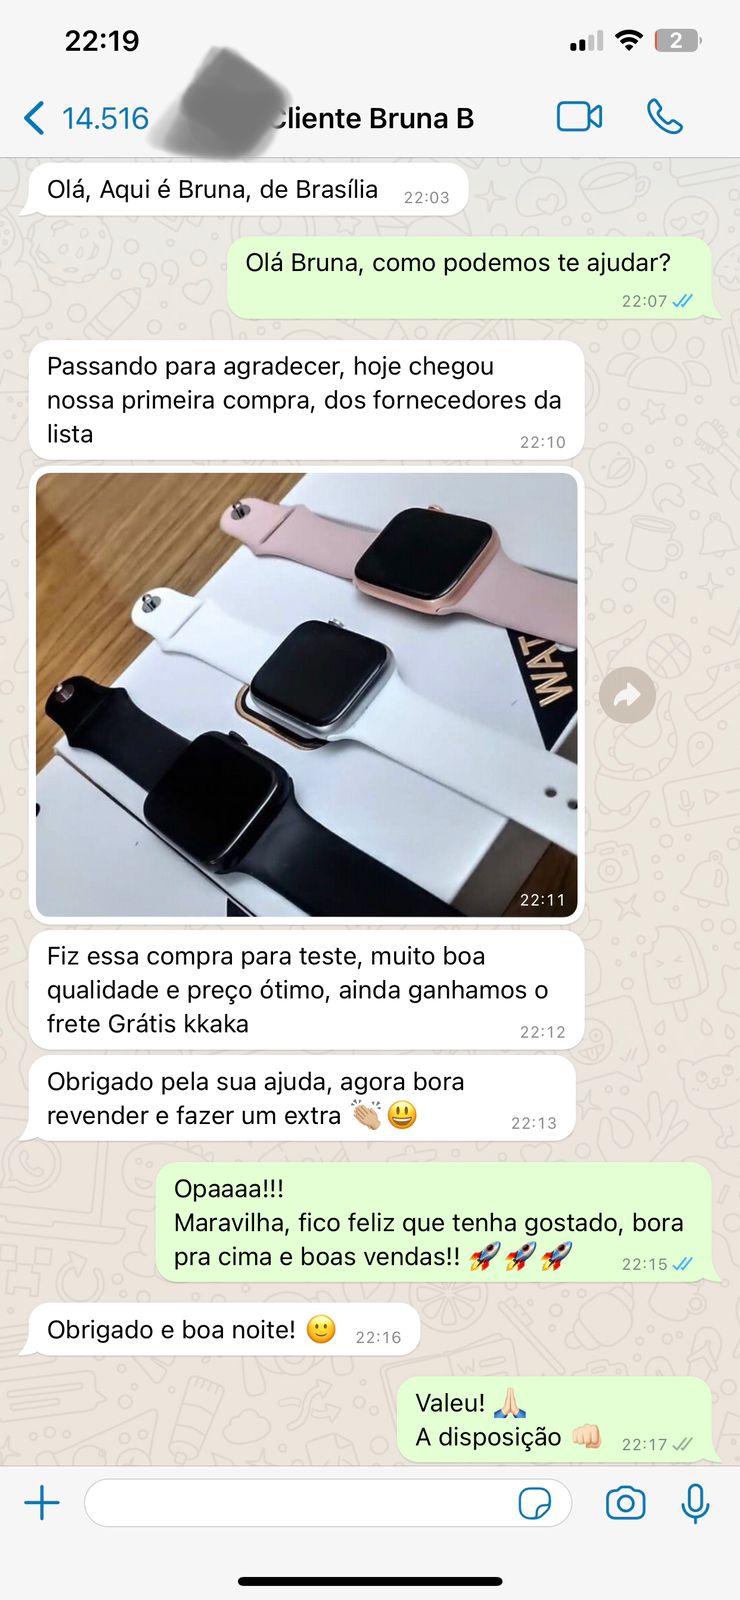 22:19
2
14.516
Cliente Bruna B
Olá, Aqui é Bruna, de Brasília
22:03
Olá Bruna, como podemos te ajudar?
22:07
Passando para agradecer, hoje chegou
nossa primeira compra, dos fornecedores da
lista
22:10
WAT
22:11
Fiz essa compra para teste, muito boa
qualidade e preço ótimo, ainda ganhamos o
frete Grátis kkaka
22:12
Obrigado pela sua ajuda, agora bora
revender e fazer um extra 👏🏼😃
22:13
Opaaaa!!!
Maravilha, fico feliz que tenha gostado, bora
pra cima e boas vendas!! 🚀🚀🚀
22:15
Obrigado e boa noite! 🙂
22:16
Valeu! 🙏🏻
A disposição 👊🏻
22:17